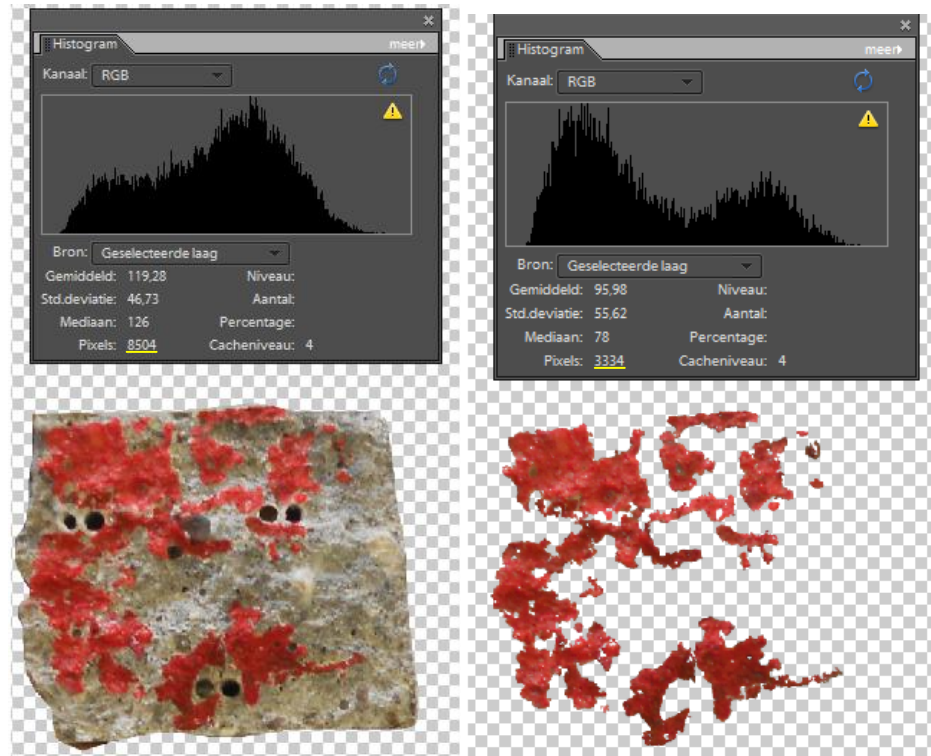 Histogram
meer
Kanaal: RGB
Bron: Geselecteerde laag
Gemiddeld: 119,28 Niveau:
Std.deviatie: 46,73 Aantal:
Mediaan: 126 Percentage:
Pixels: 8504 Cacheniveau: 4
Histogram
meer
Kanaal: RGB
Bron: Geselecteerde laag
Gemiddeld: 95,98 Niveau:
Std.deviatie: 55,62 Aantal:
Mediaan: 78 Percentage:
Pixels: 3334 Cacheniveau: 4